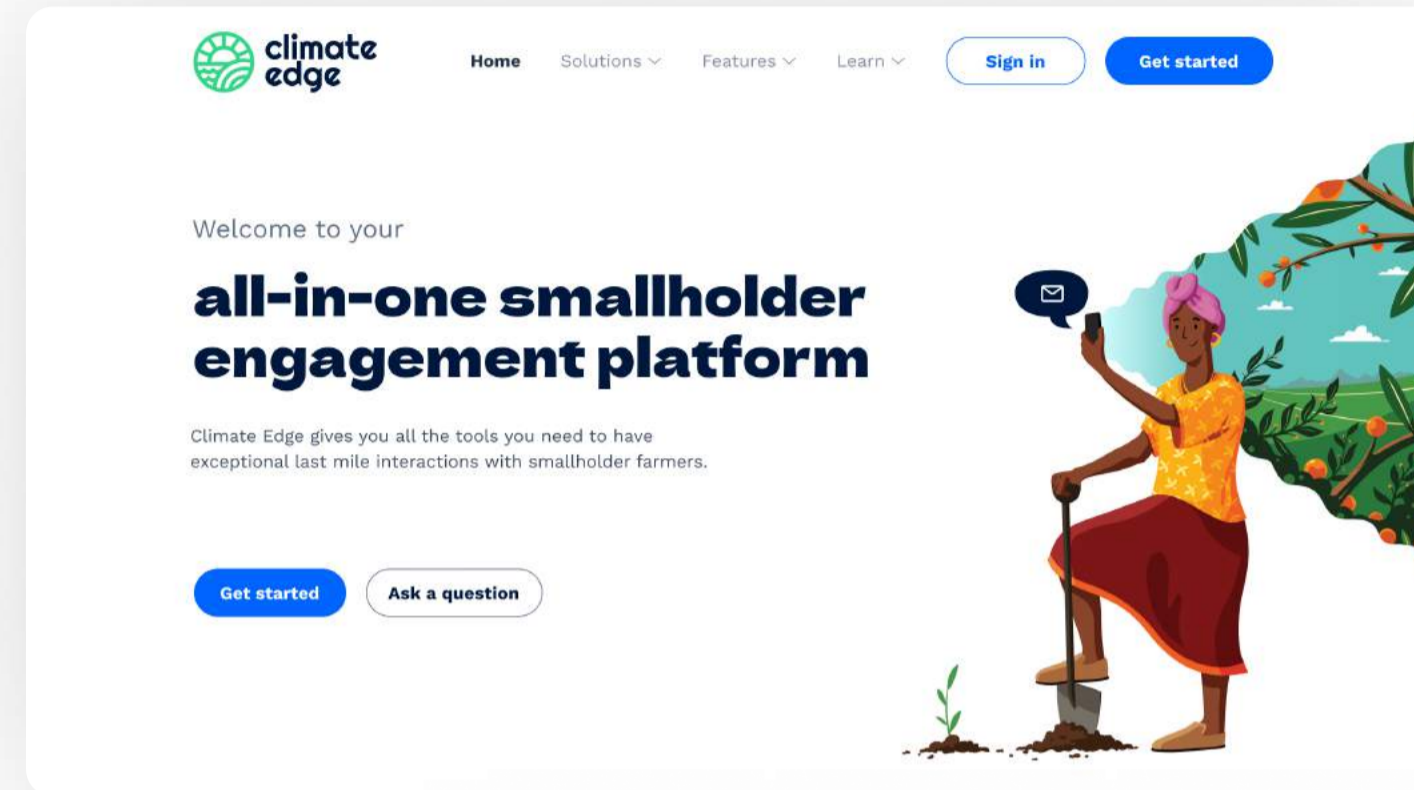 climate
edge
Home Solutions Features Learn Sign in Get started
Welcome to your
all-in-one smallholder
engagement platform
Climate Edge gives you all the tools you need to have
exceptional last mile interactions with smallholder farmers.
Get started Ask a question